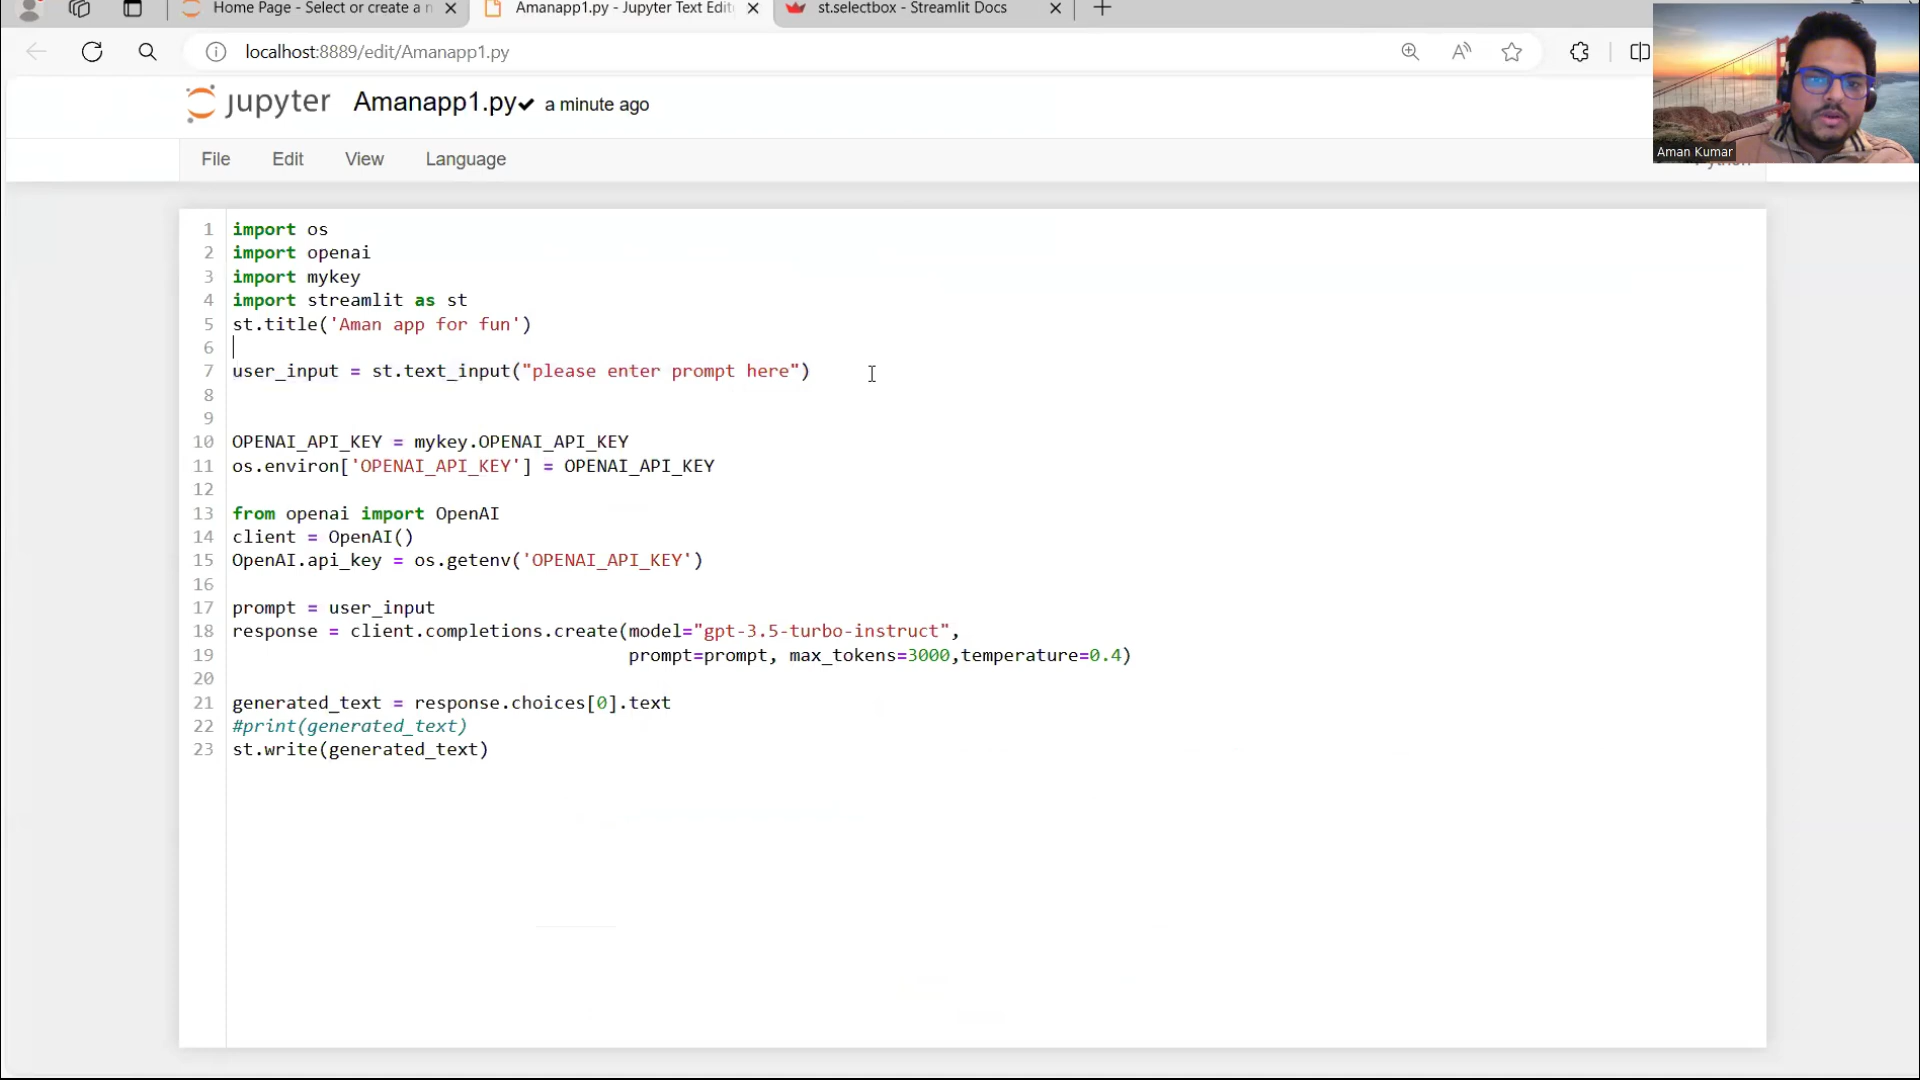 Home Page - Select or create a n
Amanapp1.py - Jupyter Text Edit
st.selectbox - Streamlit Docs
localhost:8889/edit/Amanapp1.py
jupyter Amanapp1.py a minute ago
Aman Kumar
File Edit View Language
1 import os
2 import openai
3 import mykey
4 import streamlit as st
5 st.title('Aman app for fun')
6
7 user_input = st.text_input("please enter prompt here")
8
9
10 OPENAI_API_KEY = mykey.OPENAI_API_KEY
11 os.environ['OPENAI_API_KEY'] = OPENAI_API_KEY
12
13 from openai import OpenAI
14 client = OpenAI()
15 OpenAI.api_key = os.getenv('OPENAI_API_KEY')
16
17 prompt = user_input
18 response = client.completions.create(model="gpt-3.5-turbo-instruct",
19 prompt=prompt, max_tokens=3000,temperature=0.4)
20
21 generated_text = response.choices[0].text
22 #print(generated_text)
23 st.write(generated_text)